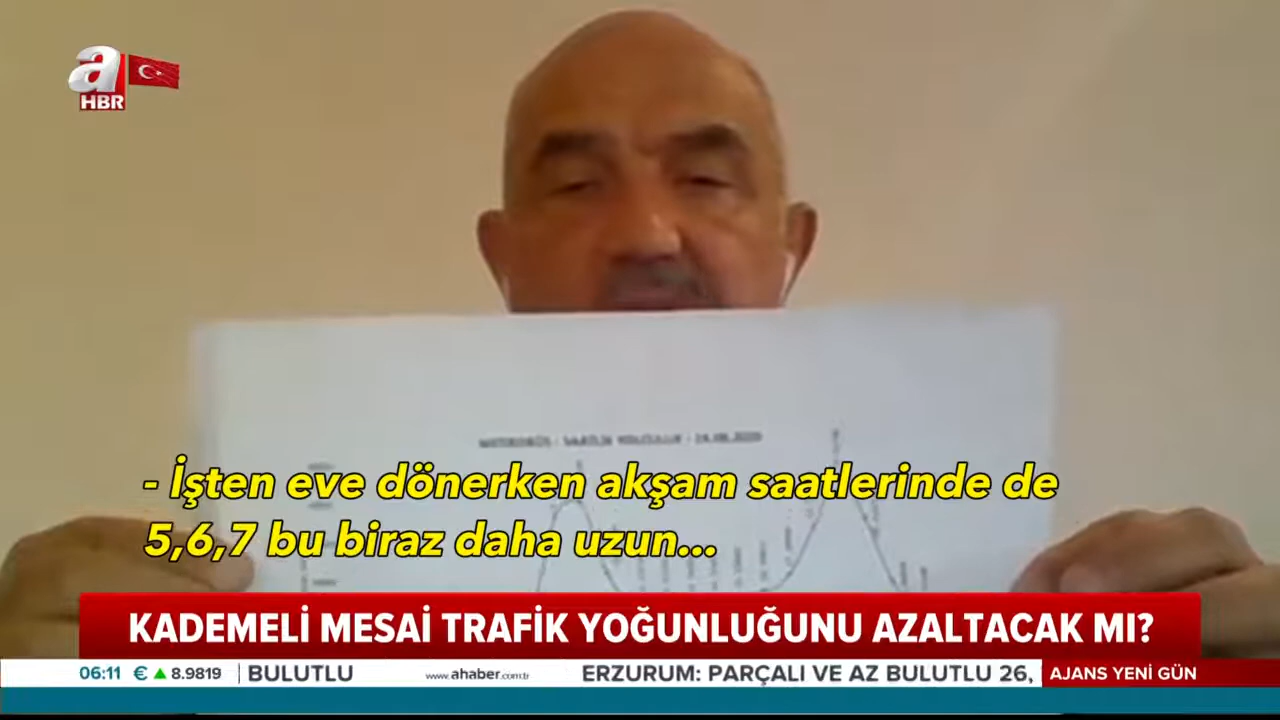 a
HBR
- İşten eve dönerken akşam saatlerinde de
5,6,7 bu biraz daha uzun...
KADEMELİ MESAİ TRAFİK YOĞUNLUĞUNU AZALTACAK MI?
06:11 € ▲ 8.9819 BULUTLU www.ahaber.com.tr ERZURUM: PARÇALI VE AZ BULUTLU 26, AJANS YENİ GÜN